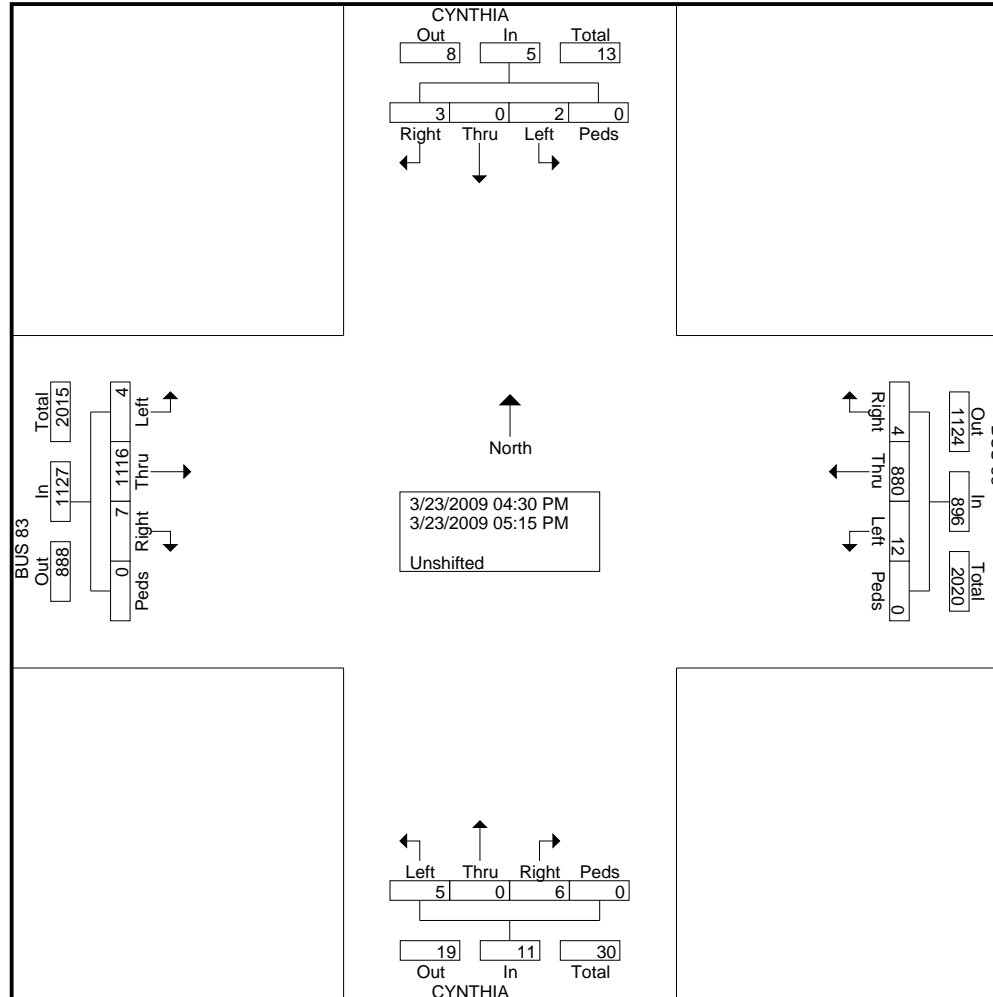 CYNTHIA
Out In Total
8 5 13
3 0 2 0
Right Thru Left Peds
Total In Out
2015 1127 888
BUS 83
4 1116 7 0
Left Thru Right Peds
North
3/23/2009 04:30 PM
3/23/2009 05:15 PM
Unshifted
Right Thru Left Peds
4 880 12 0
Out In Total
1124 896 2020
Left Thru Right Peds
5 0 6 0
19 11 30
Out In Total
CYNTHIA